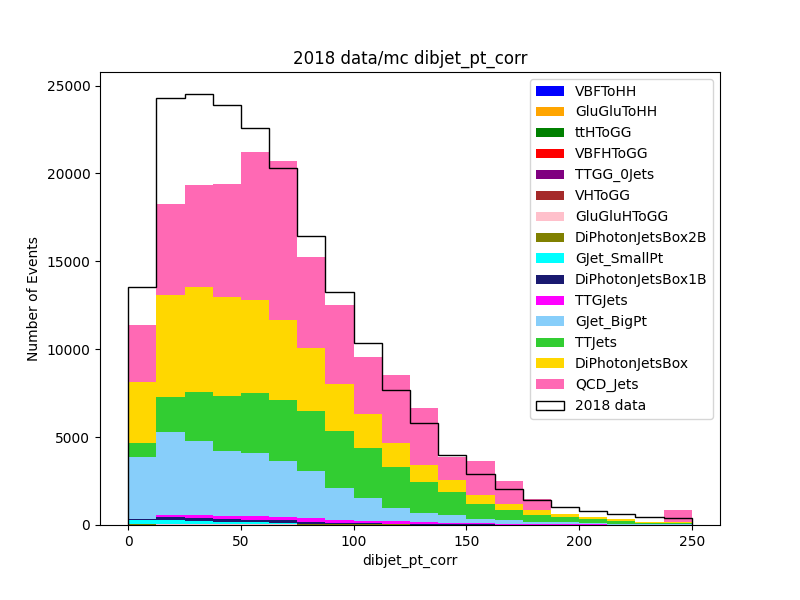 2018 data/mc dibjet_pt_corr
Number of Events
25000
20000
15000
10000
5000
0
0
50
100
150
200
250
dibjet_pt_corr
VBFToHH
GluGluToHH
ttHToGG
VBFHToGG
TTGG_0Jets
VHToGG
GluGluHToGG
DiPhotonJetsBox2B
GJet_SmallPt
DiPhotonJetsBox1B
TTGJets
GJet_BigPt
TTJets
DiPhotonJetsBox
QCD_Jets
2018 data